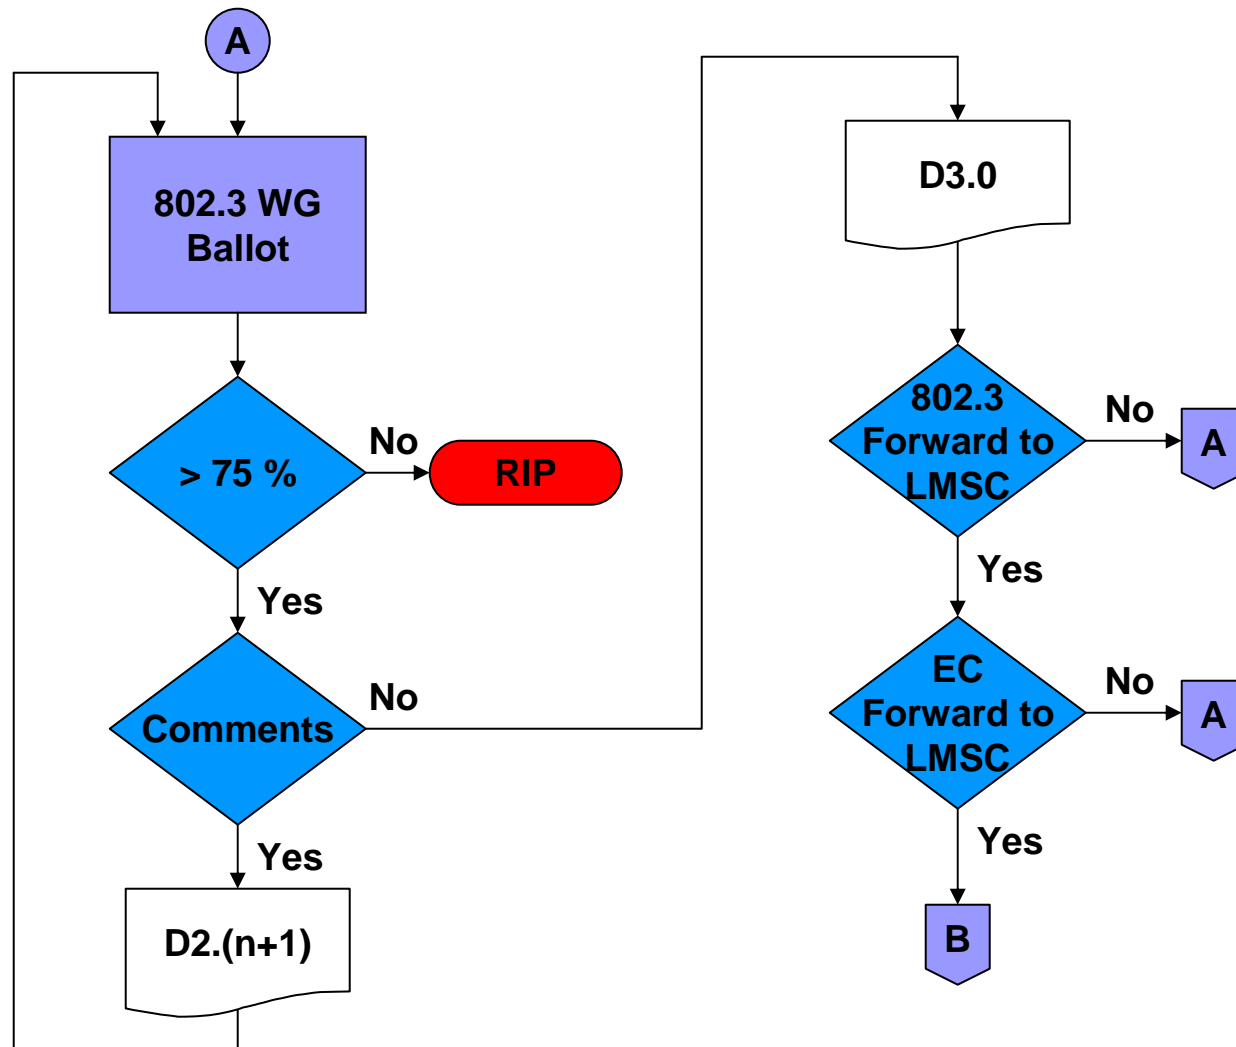 A
802.3 WG
Ballot
> 75 %
No
RIP
Yes
Comments
No
Yes
D2.(n+1)
D3.0
802.3
Forward to
LMSC
No
A
Yes
EC
Forward to
LMSC
No
A
Yes
B